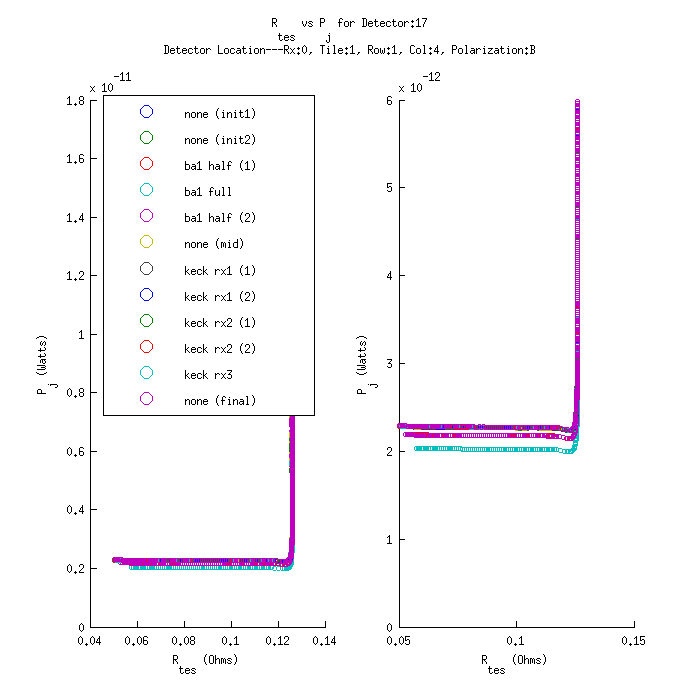 R    vs P  for Detector:17
tes    j
Detector Location---Rx:0, Tile:1, Row:1, Col:4, Polarization:B
x 10^-11
x 10^-12
1.8
1.6
1.4
1.2
1
0.8
0.6
0.4
0.2
0
P_j (Watts)
none (init1)
none (init2)
ba1 half (1)
ba1 full
ba1 half (2)
none (mid)
keck rx1 (1)
keck rx1 (2)
keck rx2 (1)
keck rx2 (2)
keck rx3
none (final)
0.04 0.06 0.08 0.1 0.12 0.14
R_tes (Ohms)
6
5
4
3
2
1
0
P_j (Watts)
0.05 0.1 0.15
R_tes (Ohms)